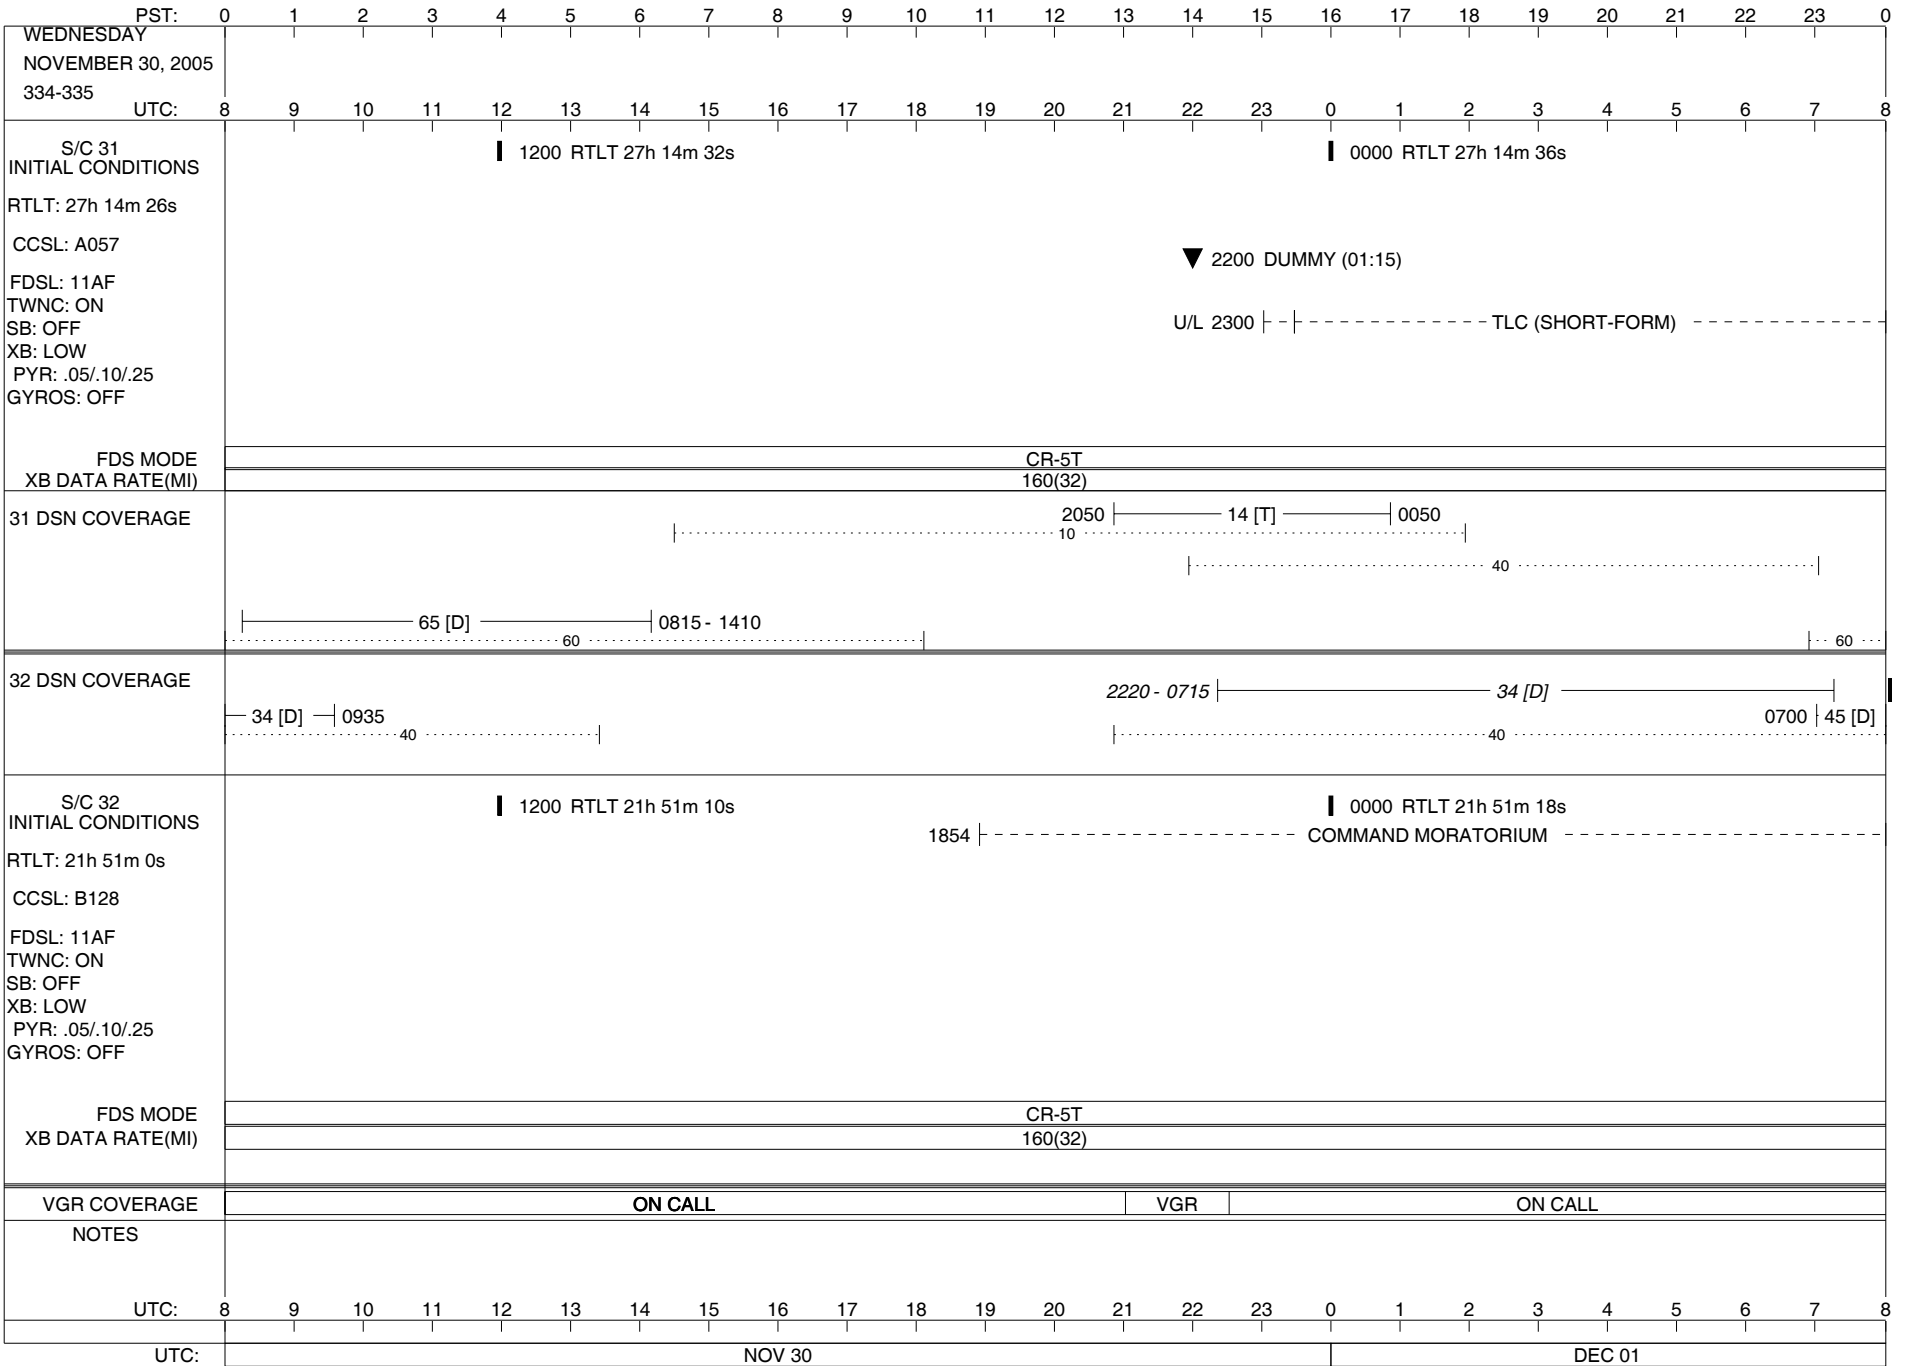 PST: 0 1 2 3 4 5 6 7 8 9 10 11 12 13 14 15 16 17 18 19 20 21 22 23 0
WEDNESDAY
NOVEMBER 30, 2005
334-335
UTC: 8 9 10 11 12 13 14 15 16 17 18 19 20 21 22 23 0 1 2 3 4 5 6 7 8
S/C 31
INITIAL CONDITIONS
1200 RTLT 27h 14m 32s
0000 RTLT 27h 14m 36s
RTLT: 27h 14m 26s
CCSL: A057
2200 DUMMY (01:15)
FDSL: 11AF
TWNC: ON
SB: OFF
U/L 2300 TLC (SHORT-FORM)
XB: LOW
PYR: .05/.10/.25
GYROS: OFF
FDS MODE CR-5T
XB DATA RATE(MI) 160(32)
31 DSN COVERAGE
2050 14 [T] 0050
10
40
65 [D] 0815 - 1410
60 60
32 DSN COVERAGE
2220 - 0715 34 [D]
34 [D] 0935 0700 45 [D]
40 40
S/C 32
INITIAL CONDITIONS
1200 RTLT 21h 51m 10s
0000 RTLT 21h 51m 18s
1854 COMMAND MORATORIUM
RTLT: 21h 51m 0s
CCSL: B128
FDSL: 11AF
TWNC: ON
SB: OFF
XB: LOW
PYR: .05/.10/.25
GYROS: OFF
FDS MODE CR-5T
XB DATA RATE(MI) 160(32)
VGR COVERAGE ON CALL VGR ON CALL
NOTES
UTC: 8 9 10 11 12 13 14 15 16 17 18 19 20 21 22 23 0 1 2 3 4 5 6 7 8
UTC: NOV 30 DEC 01